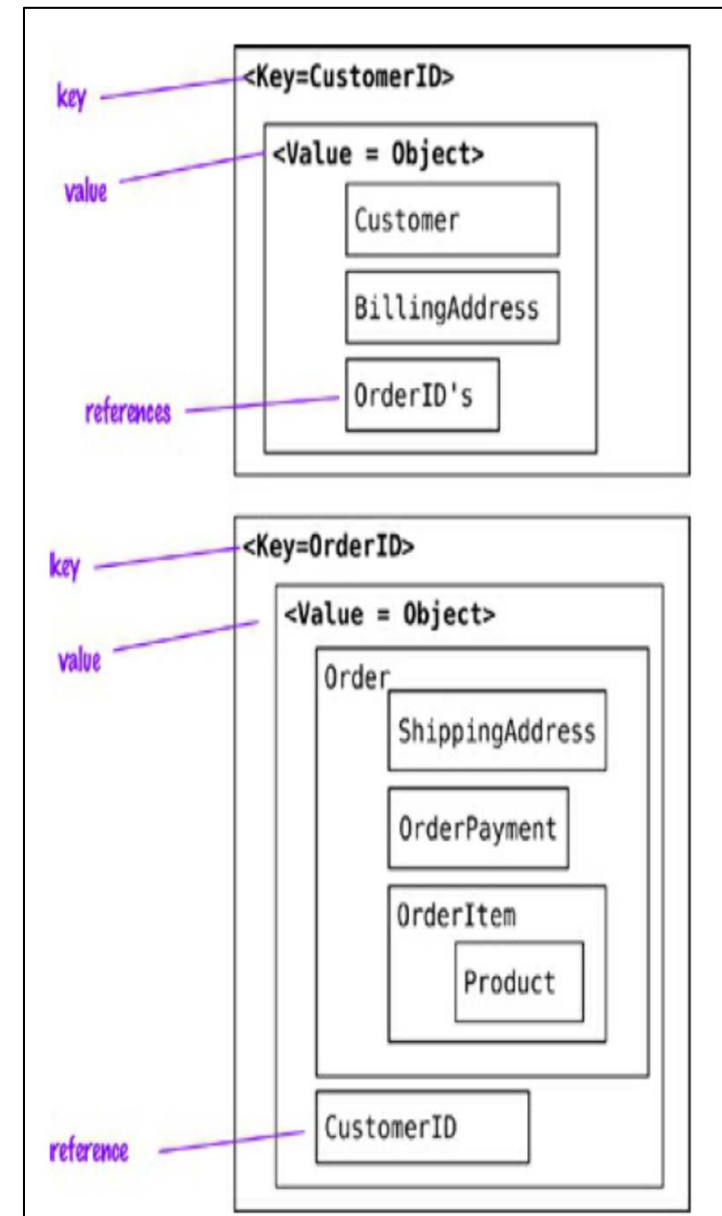 <Key=CustomerID>
key
<Value = Object>
value
Customer
BillingAddress
OrderID's
references
<Key=OrderID>
key
<Value = Object>
value
Order
ShippingAddress
OrderPayment
OrderItem
Product
CustomerID
reference